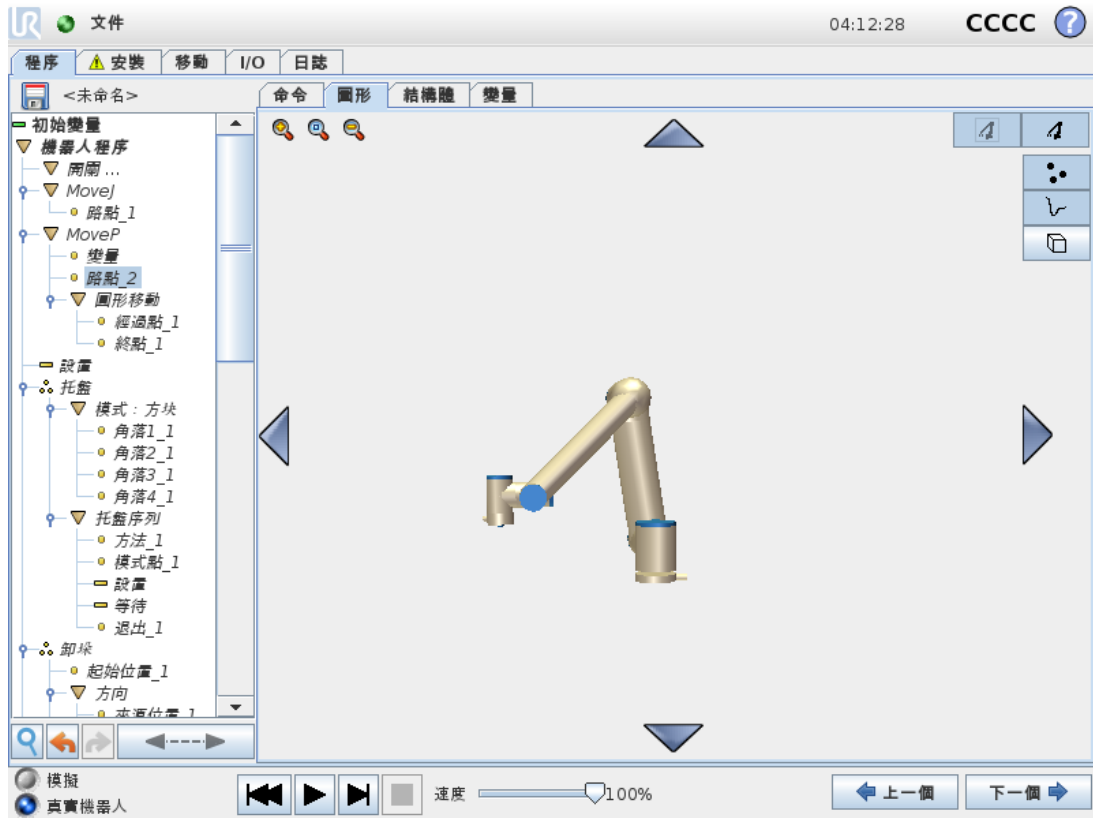 UR 文件 04:12:28 CCCC ?
程序 安裝 移動 I/O 日誌
<未命名> 命令 圖形 結構體 變量
初始變量
機器人程序
MoveJ
路點_1
MoveP
變量
路點_2
圓形移動
經過點_1
終點_1
設置
托盤
模式：方块
角落1_1
角落2_1
角落3_1
角落4_1
托盤序列
方法_1
模式點_1
設置
等待
退出_1
卸垛
起始位置_1
方向
來源位置_1
模擬
真實機器人
速度 100% 上一個 下一個